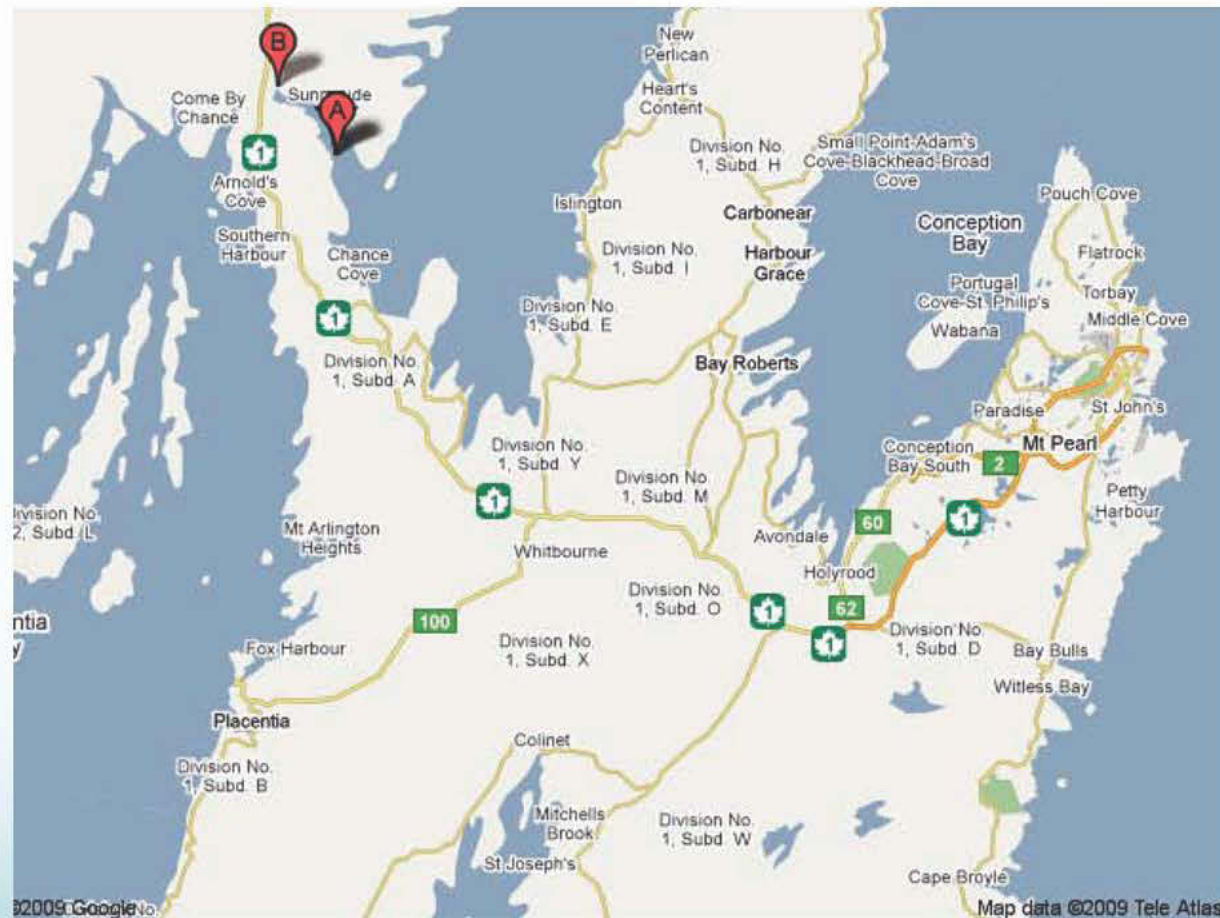 New
Perlican
B
Sunnyside
Come By
Chance
Heart's
Content
A
1
Division No.
1, Subd. H
Small Point-Adam's
Cove-Blackhead-Broad
Cove
Arnold's
Cove
Islington
Carbonear
Pouch Cove
Conception
Bay
Southern
Harbour
Chance
Cove
Division No.
1, Subd. I
Harbour
Grace
Flatrock
Portugal
Cove-St. Philip's
Torbay
1
Division No.
1, Subd. E
Wabana
Middle Cove
Division No.
1, Subd. A
Bay Roberts
Paradise
St John's
Division No.
1, Subd. Y
Conception
Bay South
Mt Pearl
2
Division No.
1, Subd. M
1
Petty
Harbour
Division No.
2, Subd. L
Mt Arlington
Heights
60
1
Whitbourne
Avondale
Holyrood
Division No.
1, Subd. O
62
100
1
1
ntia
y
Fox Harbour
Division No.
1, Subd. X
Division No.
1, Subd. D
Bay Bulls
Witless Bay
Placentia
Colinet
Division No.
1, Subd. B
Mitchells
Brook
Division No.
1, Subd. W
St Joseph's
Cape Broyle
©2009 Google
No.
Map data ©2009 Tele Atlas